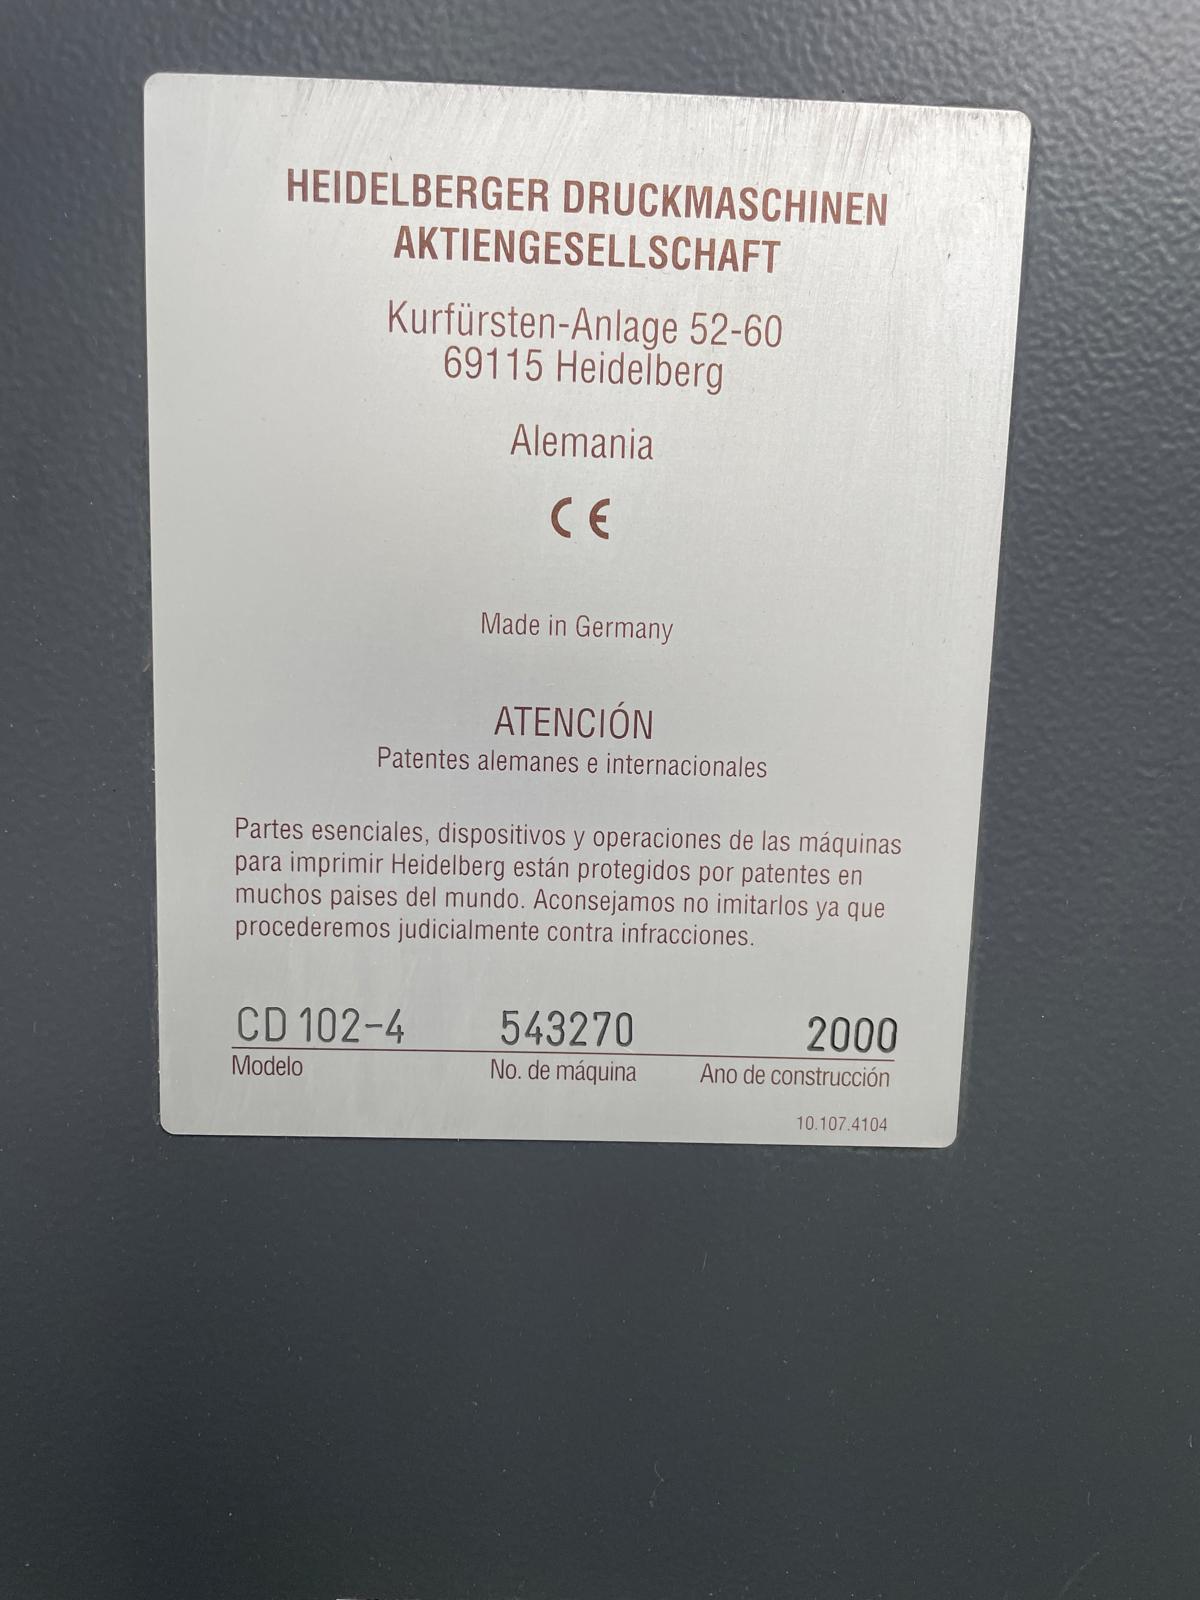 HEIDELBERGER DRUCKMASCHINEN
AKTIENGESELLSCHAFT
Kurfürsten-Anlage 52-60
69115 Heidelberg
Alemania
CE
Made in Germany
ATENCIÓN
Patentes alemanes e internacionales
Partes esenciales, dispositivos y operaciones de las máquinas
para imprimir Heidelberg están protegidos por patentes en
muchos paises del mundo. Aconsejamos no imitarlos ya que
procederemos judicialmente contra infracciones.
CD 102-4 543270 2000
Modelo No. de máquina Ano de construcción
10.107.4104